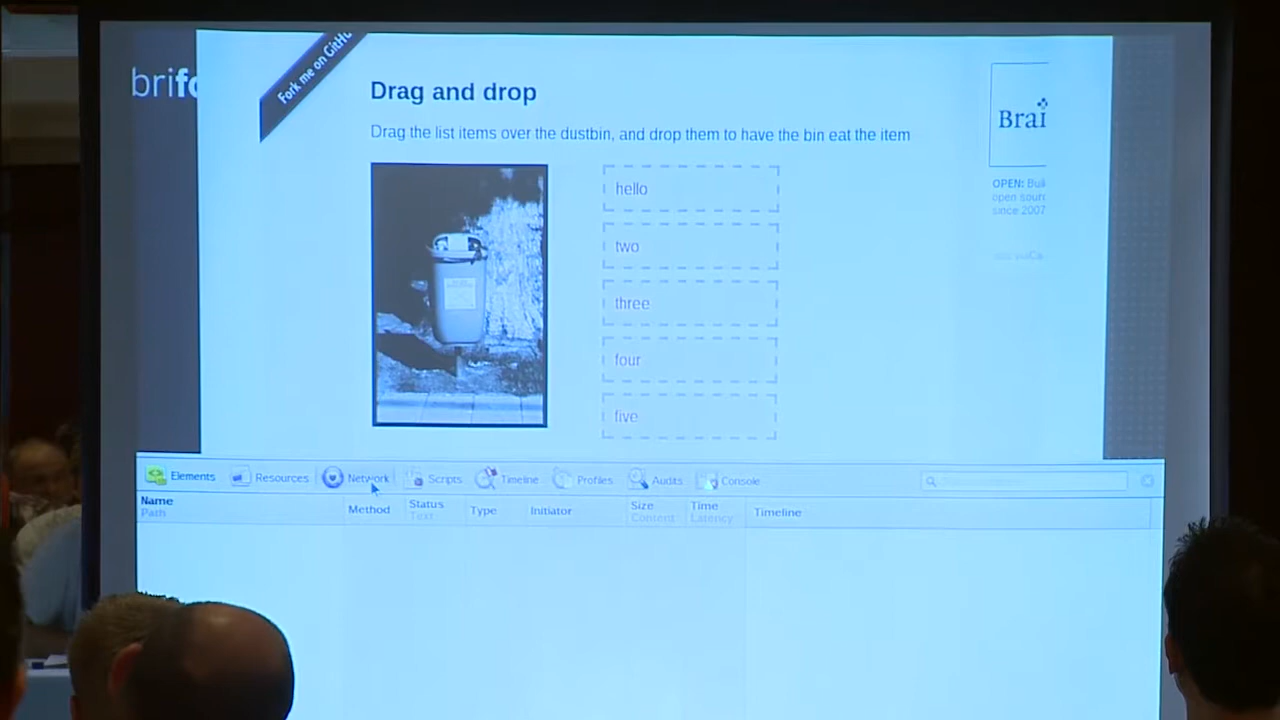 brifo
Fork me on GitHu
Drag and drop
Drag the list items over the dustbin, and drop them to have the bin eat the item
hello
two
three
four
five
Brai
OPEN: Buil
open sourc
since 2007
Elements
Resources
Network
Scripts
Timeline
Profiles
Audits
Console
Name
Path
Method
Status
Text
Type
Initiator
Size
Content
Time
Latency
Timeline